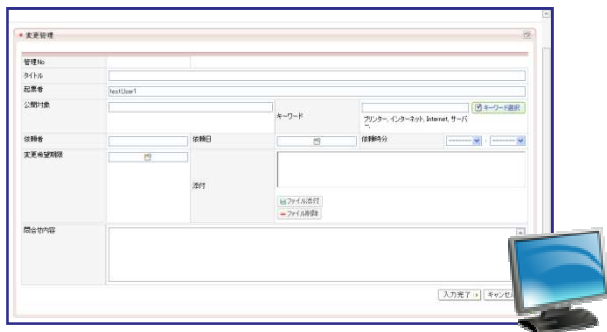 変更管理
管理No
タイトル
起票者 testUser1
公開対象 キーワード キーワード選択
プリンター, インターネット, Internet, サーバ
ー,
依頼者 依頼日 依頼時分 --------- : ---------
変更希望期限 添付
ファイル添付
ファイル削除
問合せ内容
入力完了 キャンセル